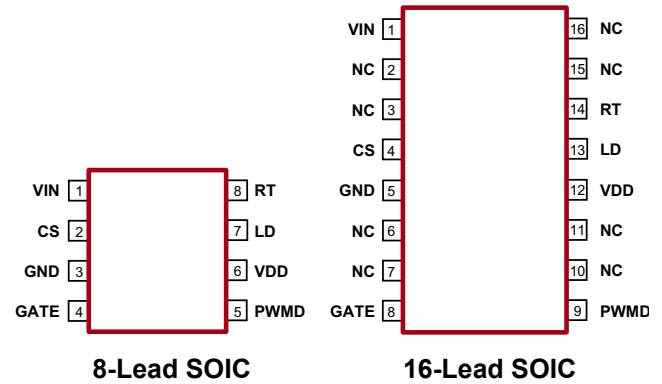 VIN 1 16 NC
NC 2 15 NC
NC 3 14 RT
CS 4 13 LD
GND 5 12 VDD
NC 6 11 NC
NC 7 10 NC
GATE 8 9 PWMD
VIN 1 8 RT
CS 2 7 LD
GND 3 6 VDD
GATE 4 5 PWMD
8-Lead SOIC
16-Lead SOIC